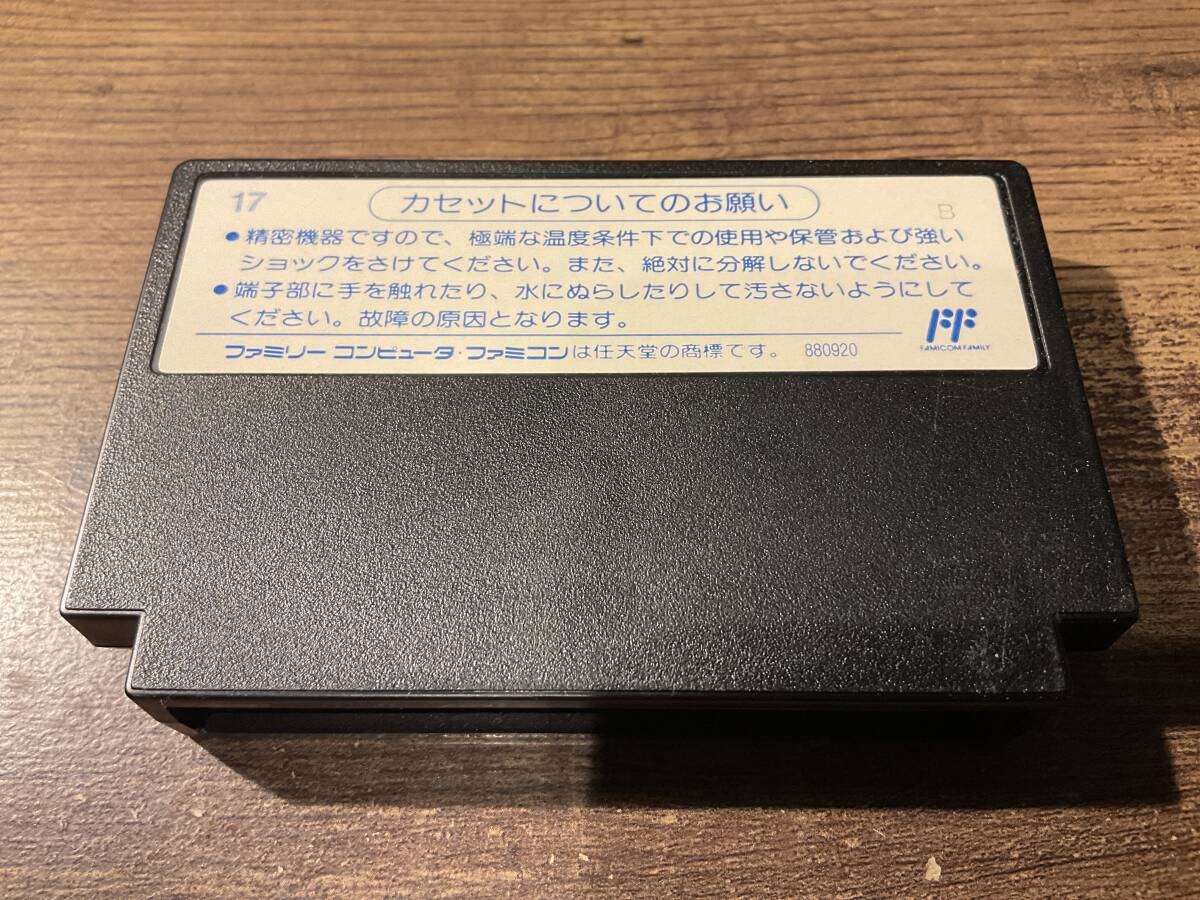 17
カセットについてのお願い
B
●精密機器ですので、極端な温度条件下での使用や保管および強い
ショックをさけてください。また、絶対に分解しないでください。
●端子部に手を触れたり、水にぬらしたりして汚さないようにして
ください。故障の原因となります。
FF
FAMICOM FAMILY
ファミリー コンピュータ・ファミコンは任天堂の商標です。 880920